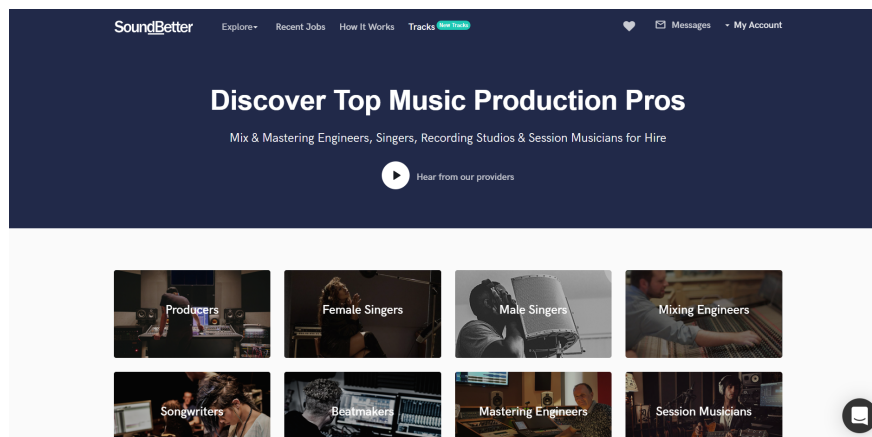 SoundBetter
Explore
Recent Jobs
How It Works
Tracks
New Tracks
Messages
My Account
Discover Top Music Production Pros
Mix & Mastering Engineers, Singers, Recording Studios & Session Musicians for Hire
Hear from our providers
Producers
Female Singers
Male Singers
Mixing Engineers
Songwriters
Beatmakers
Mastering Engineers
Session Musicians